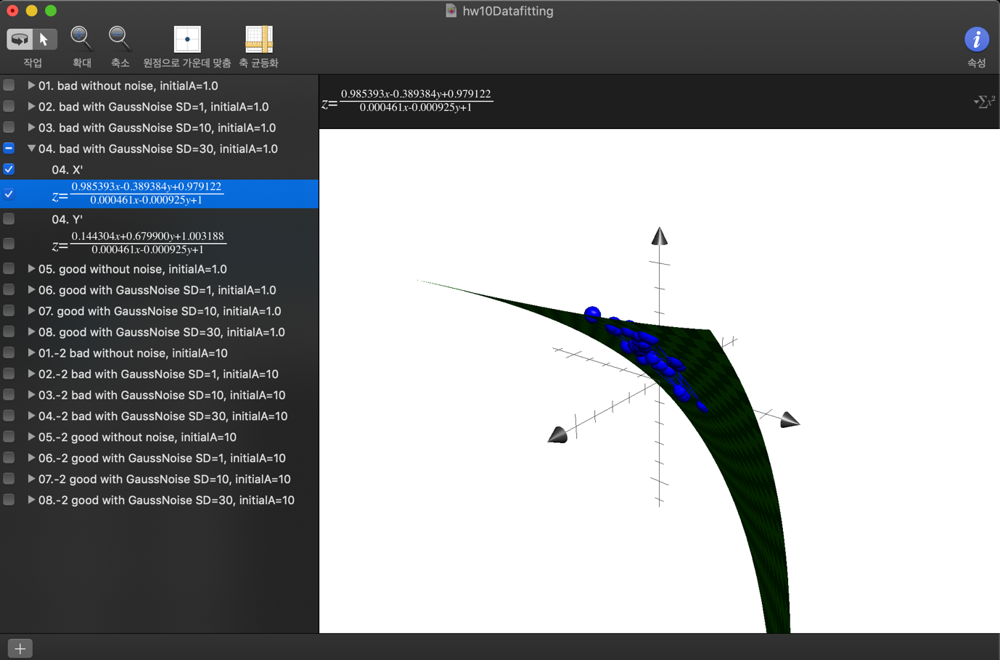 hw10Datafitting
작업
확대
축소
원점으로 가운데 맞춤
축 균등화
속성
01. bad without noise, initialA=1.0
02. bad with GaussNoise SD=1, initialA=1.0
03. bad with GaussNoise SD=10, initialA=1.0
04. bad with GaussNoise SD=30, initialA=1.0
04. X'
z=
0.985393x-0.389384y+0.979122
0.000461x-0.000925y+1
04. Y'
z=
0.144304x+0.679900y+1.003188
0.000461x-0.000925y+1
05. good without noise, initialA=1.0
06. good with GaussNoise SD=1, initialA=1.0
07. good with GaussNoise SD=10, initialA=1.0
08. good with GaussNoise SD=30, initialA=1.0
01.-2 bad without noise, initialA=10
02.-2 bad with GaussNoise SD=1, initialA=10
03.-2 bad with GaussNoise SD=10, initialA=10
04.-2 bad with GaussNoise SD=30, initialA=10
05.-2 good without noise, initialA=10
06.-2 good with GaussNoise SD=1, initialA=10
07.-2 good with GaussNoise SD=10, initialA=10
08.-2 good with GaussNoise SD=30, initialA=10
z=
0.985393x-0.389384y+0.979122
0.000461x-0.000925y+1
∑x²